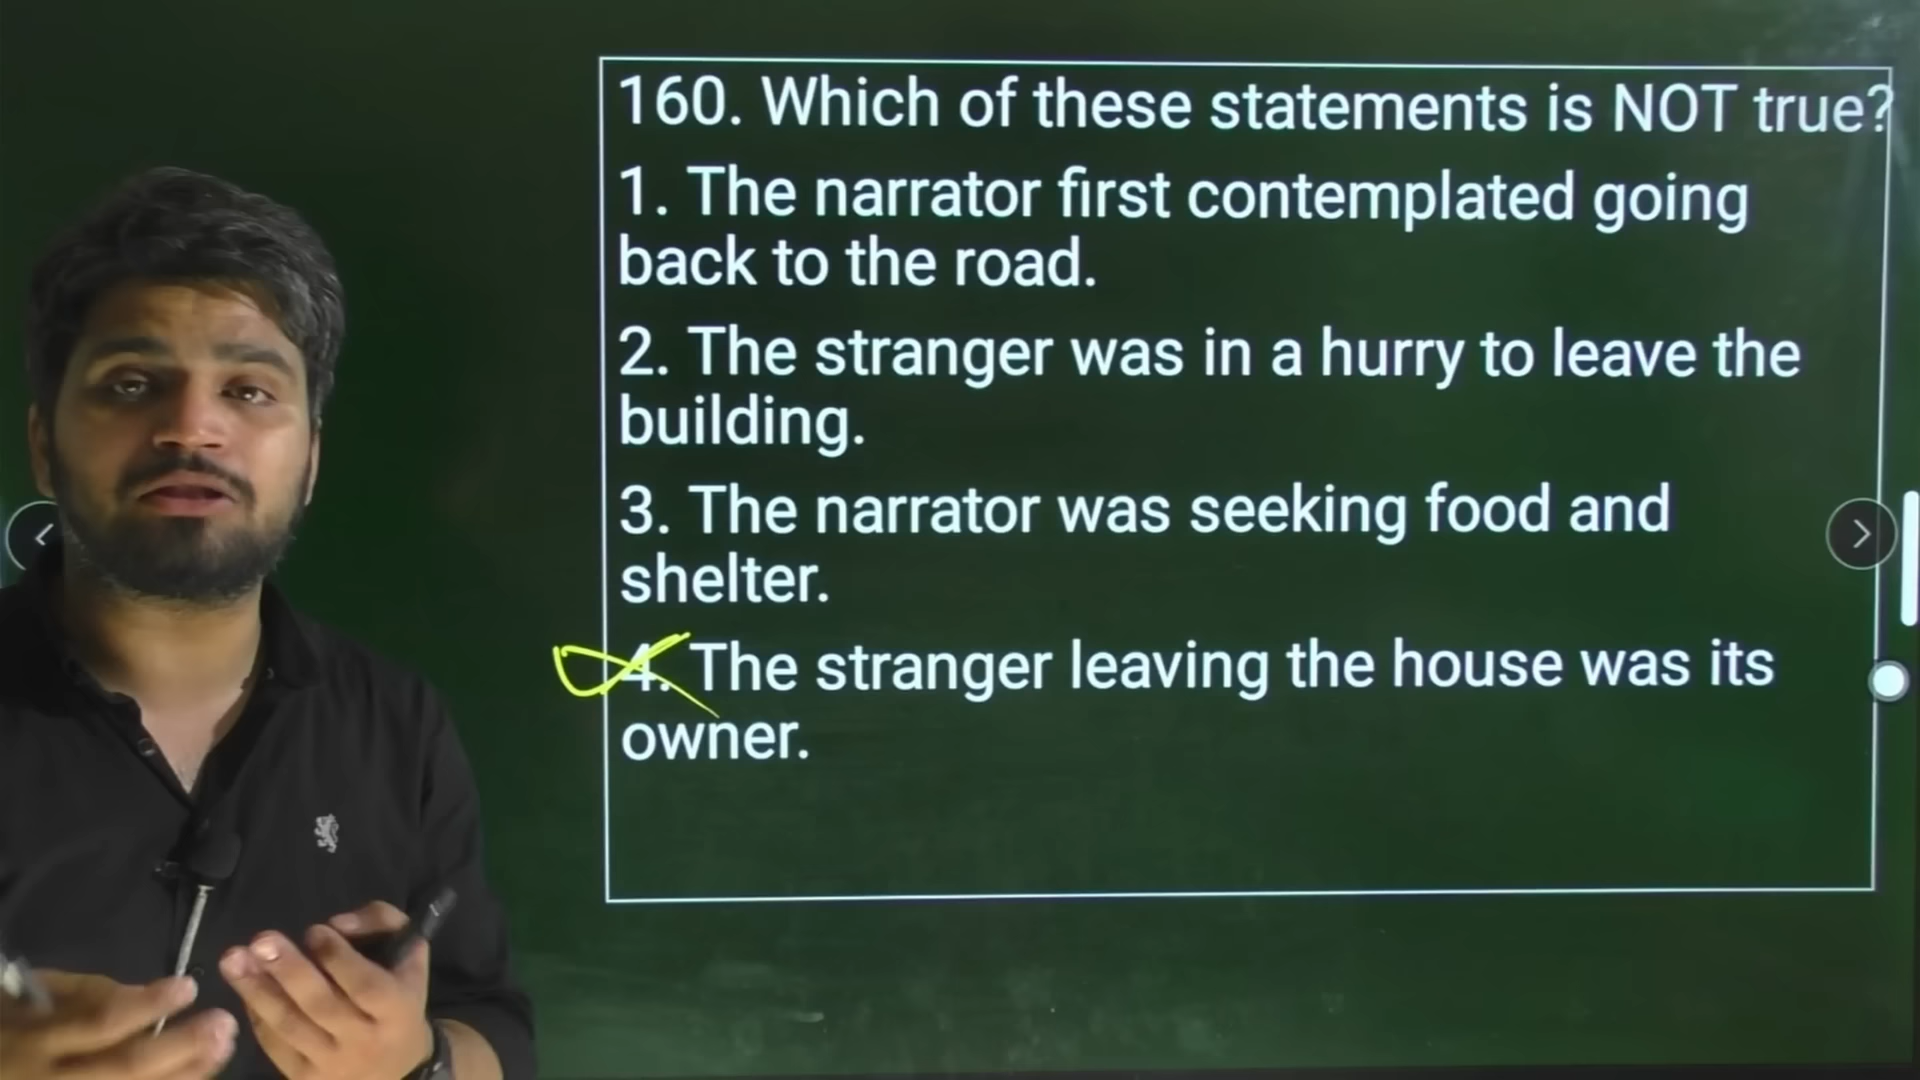 160. Which of these statements is NOT true?
1. The narrator first contemplated going
back to the road.
2. The stranger was in a hurry to leave the
building.
3. The narrator was seeking food and
shelter.
4. The stranger leaving the house was its
owner.